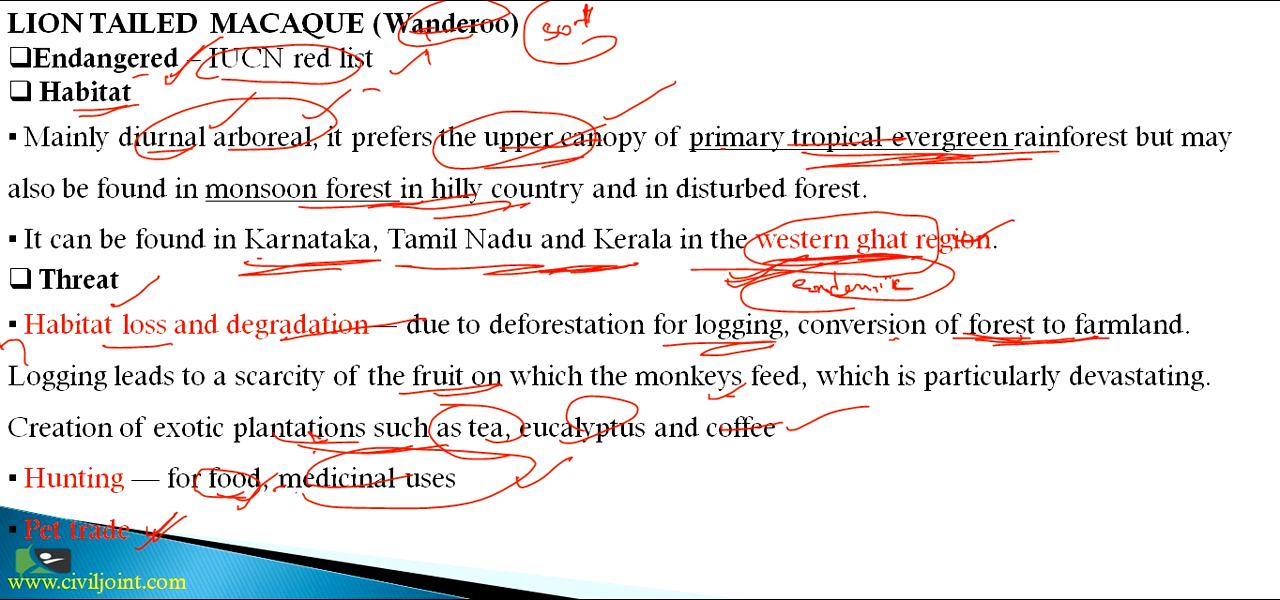 LION TAILED MACAQUE (Wanderoo)
❑Endangered – IUCN red list
❑ Habitat
▪ Mainly diurnal arboreal, it prefers the upper canopy of primary tropical evergreen rainforest but may
also be found in monsoon forest in hilly country and in disturbed forest.
▪ It can be found in Karnataka, Tamil Nadu and Kerala in the western ghat region.
endemic
❑ Threat
▪ Habitat loss and degradation— due to deforestation for logging, conversion of forest to farmland.
Logging leads to a scarcity of the fruit on which the monkeys feed, which is particularly devastating.
Creation of exotic plantations such as tea, eucalyptus and coffee
▪ Hunting — for food, medicinal uses
▪ Pet trade
www.civiljoint.com